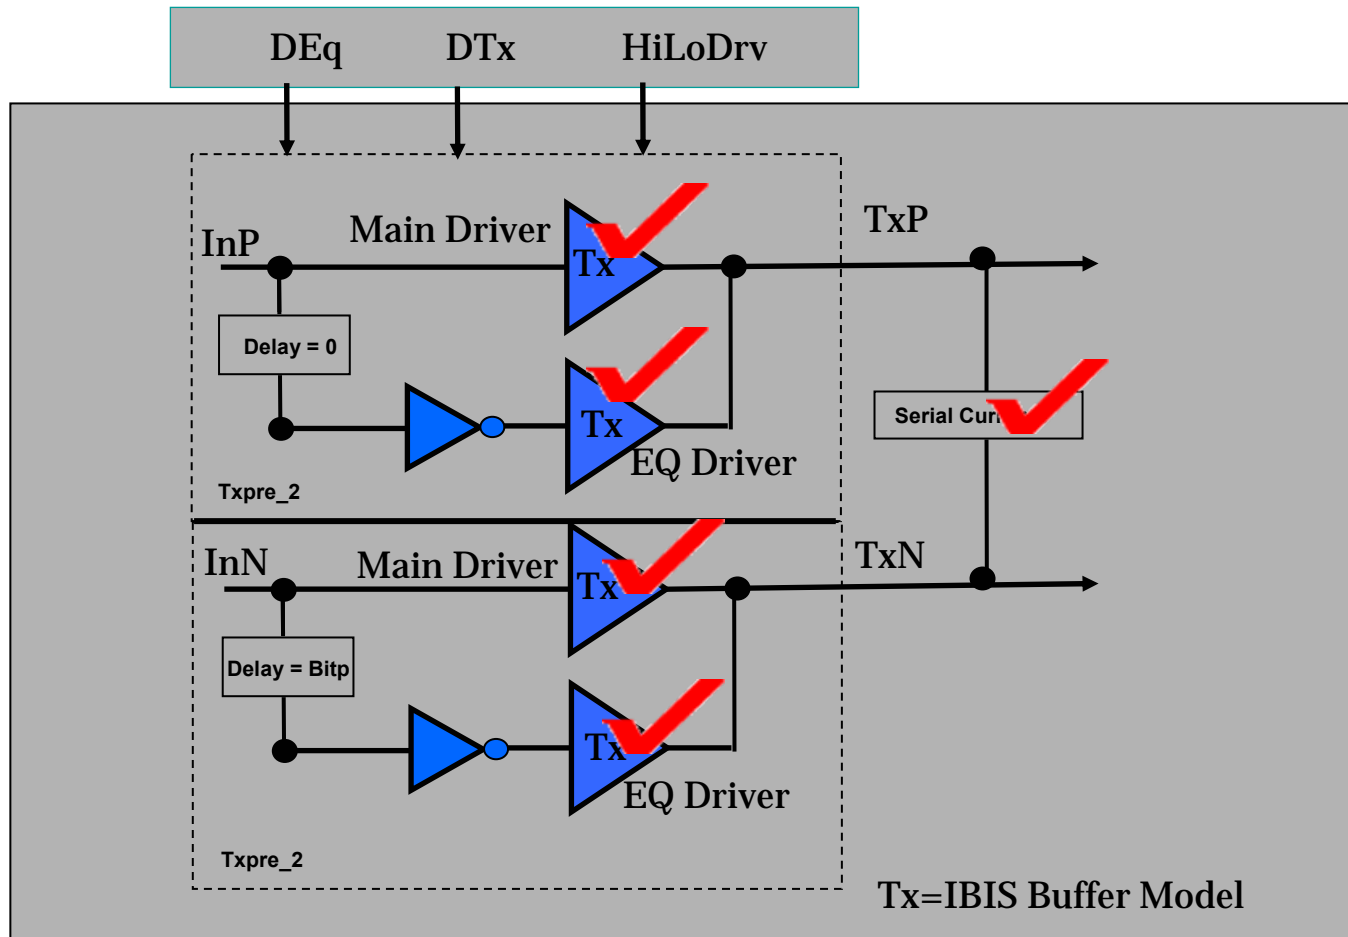 DEq DTx HiLoDrv
InP Main Driver Tx TxP
Delay = 0
Tx
EQ Driver
Txpre_2
Serial
InN Main Driver Tx TxN
Delay = Bitp
Tx
EQ Driver
Txpre_2
Tx=IBIS Buffer Model